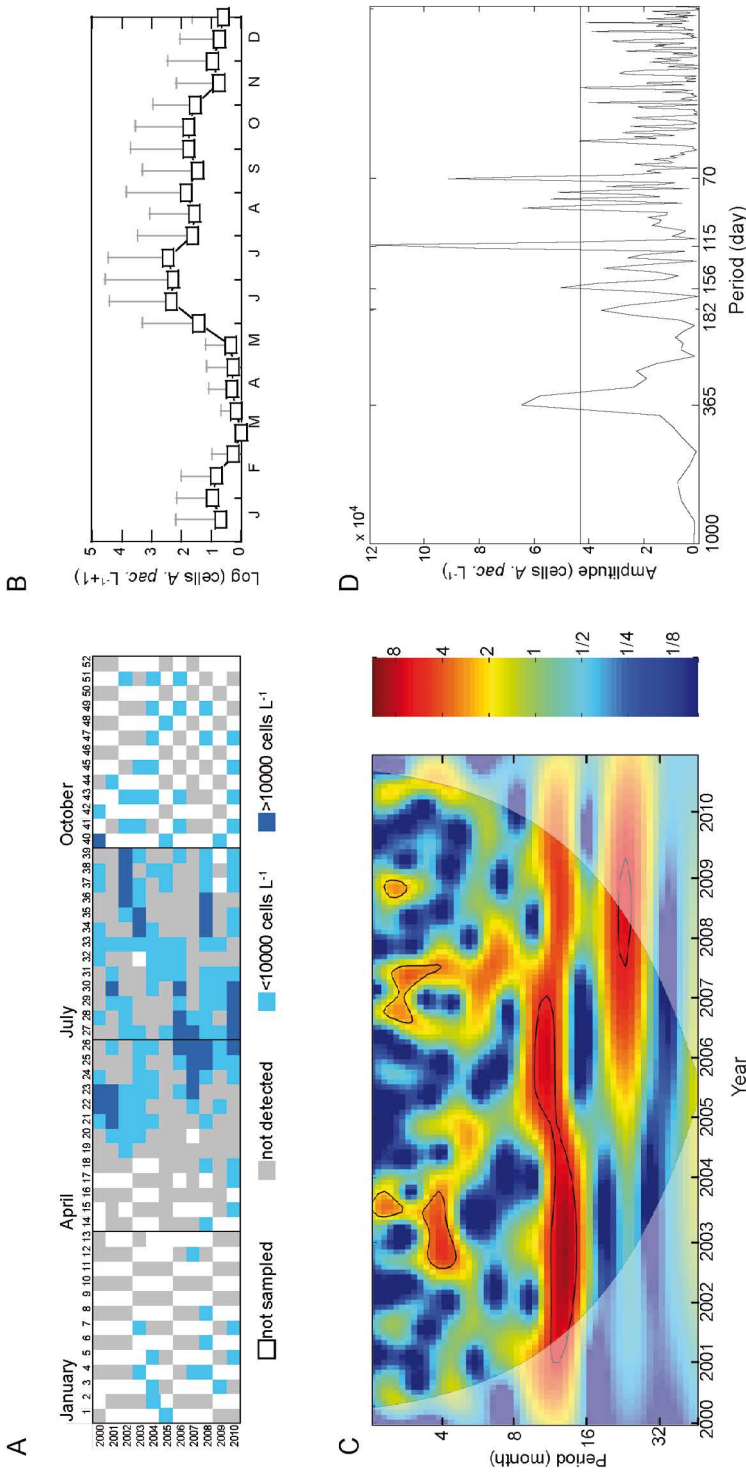 A
January
April
July
October
1 2 3 4 5 6 7 8 9 10 11 12 13 14 15 16 17 18 19 20 21 22 23 24 25 26 27 28 29 30 31 32 33 34 35 36 37 38 39 40 41 42 43 44 45 46 47 48 49 50 51 52
2000
2001
2002
2003
2004
2005
2006
2007
2008
2009
2010
not sampled
not detected
<10000 cells L⁻¹
>10000 cells L⁻¹
B
Log (cells A. pac. L⁻¹+1)
5
4
3
2
1
0
J F M A M J J A S O N D
C
Period (month)
4
8
16
32
2000 2001 2002 2003 2004 2005 2006 2007 2008 2009 2010
Year
8
4
2
1
1/2
1/4
1/8
D
x 10⁴
Amplitude (cells A. pac. L⁻¹)
12
10
8
6
4
2
0
1000 365 182 156 115 70
Period (day)